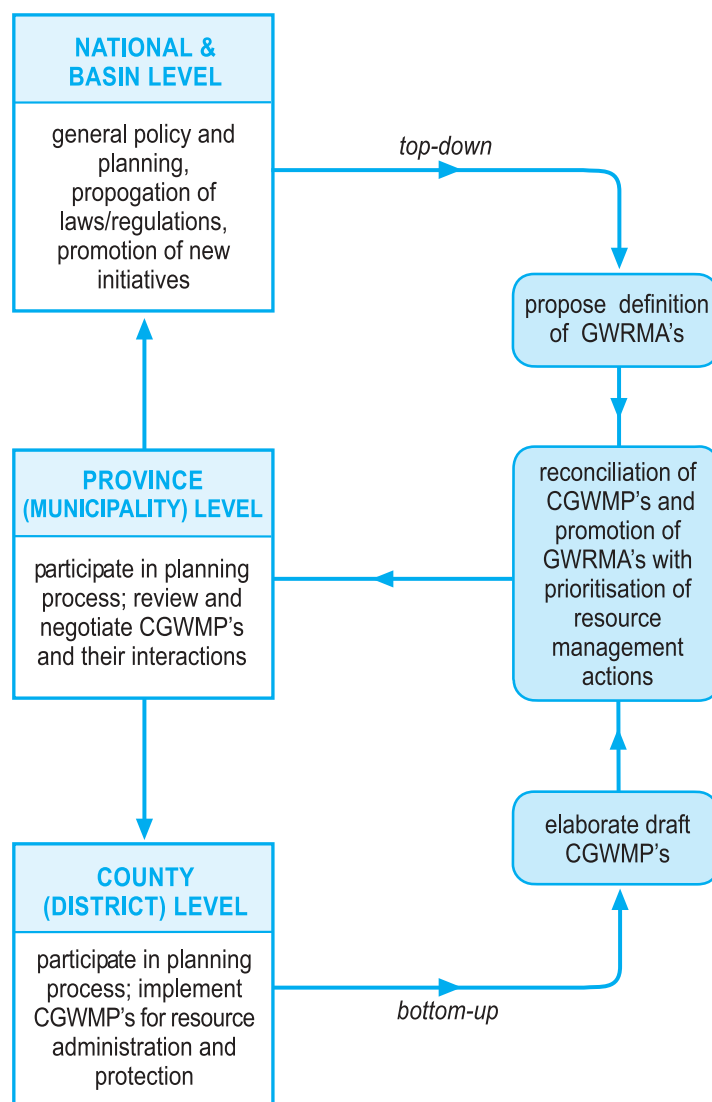 NATIONAL &
BASIN LEVEL
general policy and
planning,
propogation of
laws/regulations,
promotion of new
initiatives
top-down
propose definition
of GWRMA's
PROVINCE
(MUNICIPALITY) LEVEL
participate in planning
process; review and
negotiate CGWMP's
and their interactions
reconciliation of
CGWMP's and
promotion of
GWRMA's with
prioritisation of
resource
management
actions
elaborate draft
CGWMP's
COUNTY
(DISTRICT) LEVEL
participate in planning
process; implement
CGWMP's for resource
administration and
protection
bottom-up